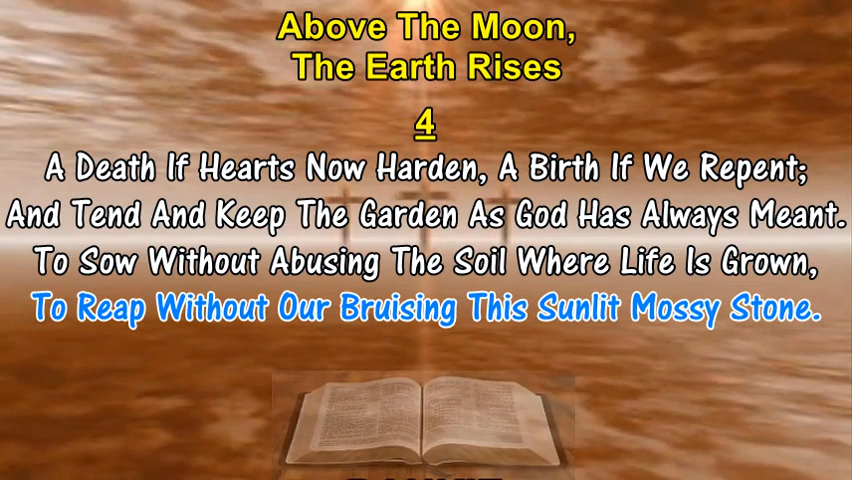 Above The Moon,
The Earth Rises
4
A Death If Hearts Now Harden, A Birth If We Repent;
And Tend And Keep The Garden As God Has Always Meant.
To Sow Without Abusing The Soil Where Life Is Grown,
To Reap Without Our Bruising This Sunlit Mossy Stone.